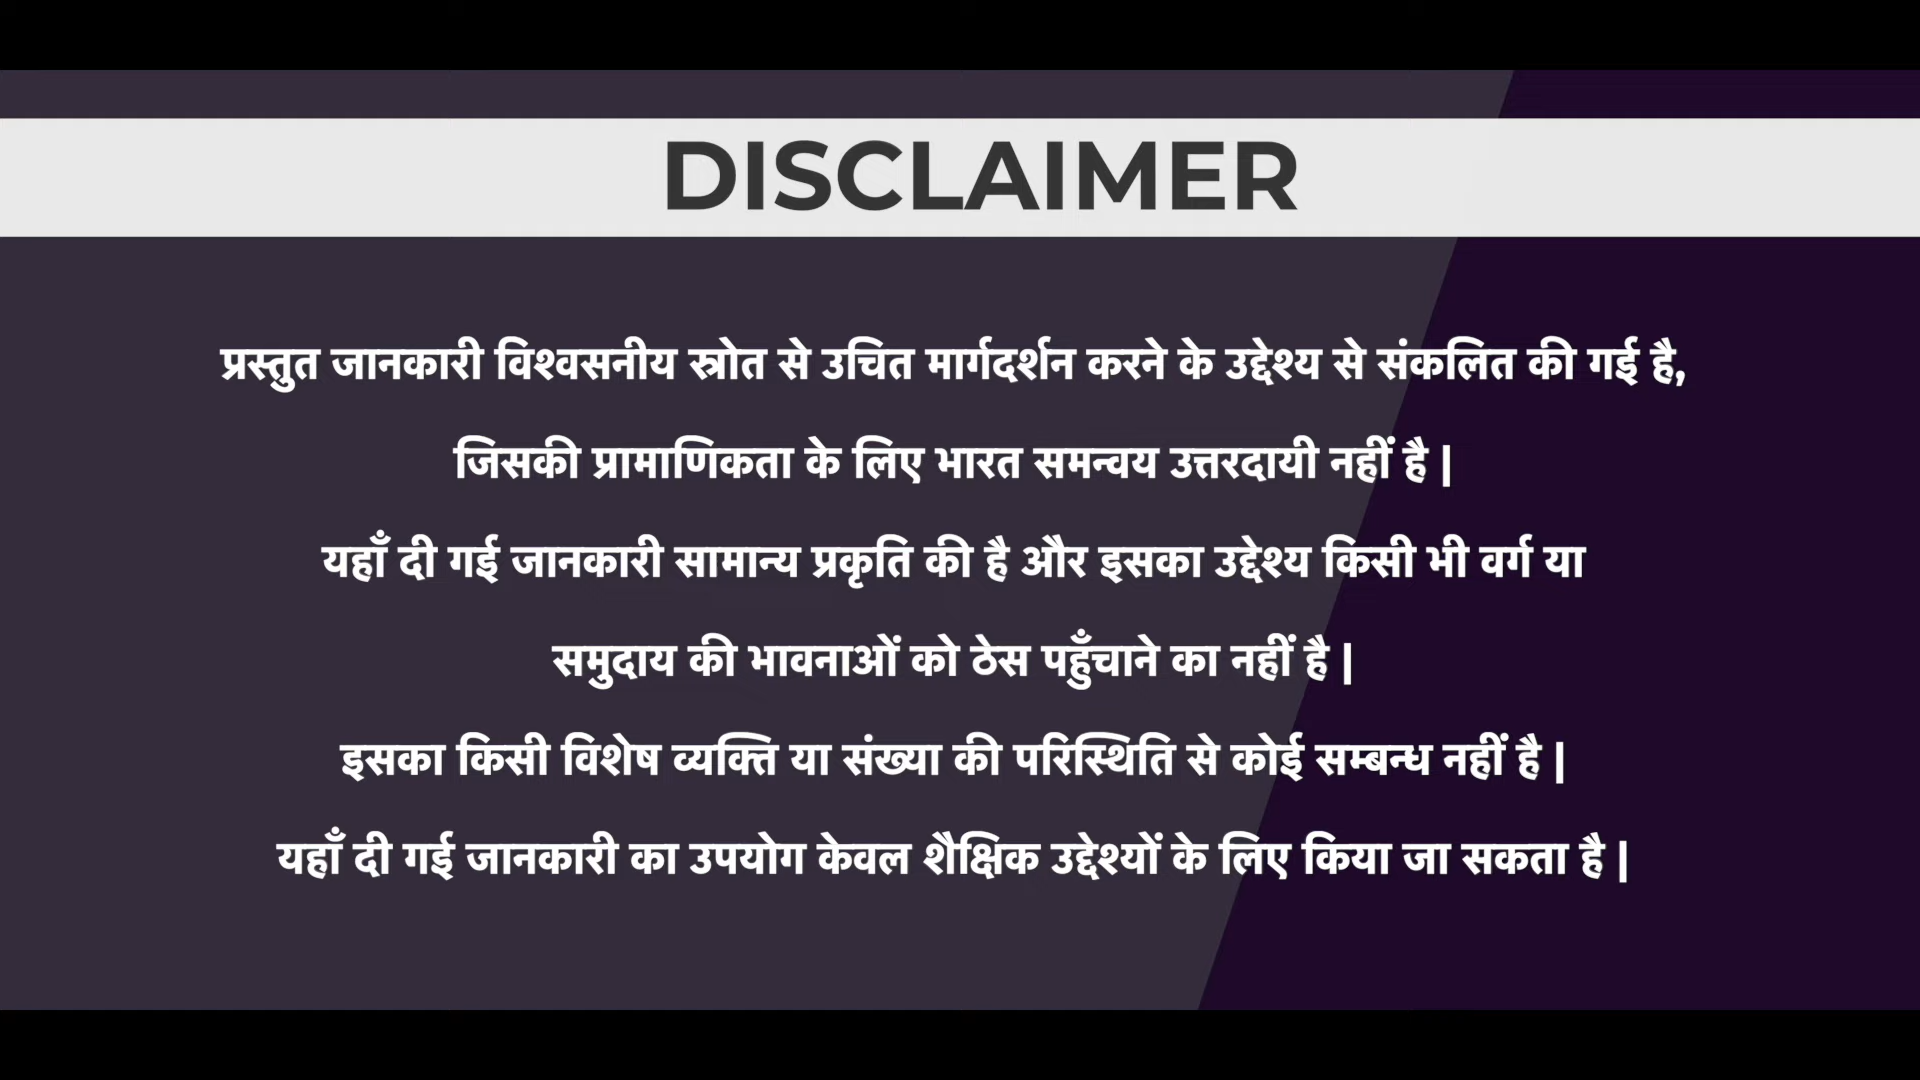 DISCLAIMER
प्रस्तुत जानकारी विश्वसनीय स्रोत से उचित मार्गदर्शन करने के उद्देश्य से संकलित की गई है,
जिसकी प्रामाणिकता के लिए भारत समन्वय उत्तरदायी नहीं है |
यहाँ दी गई जानकारी सामान्य प्रकृति की है और इसका उद्देश्य किसी भी वर्ग या
समुदाय की भावनाओं को ठेस पहुँचाने का नहीं है |
इसका किसी विशेष व्यक्ति या संख्या की परिस्थिति से कोई सम्बन्ध नहीं है |
यहाँ दी गई जानकारी का उपयोग केवल शैक्षिक उद्देश्यों के लिए किया जा सकता है |